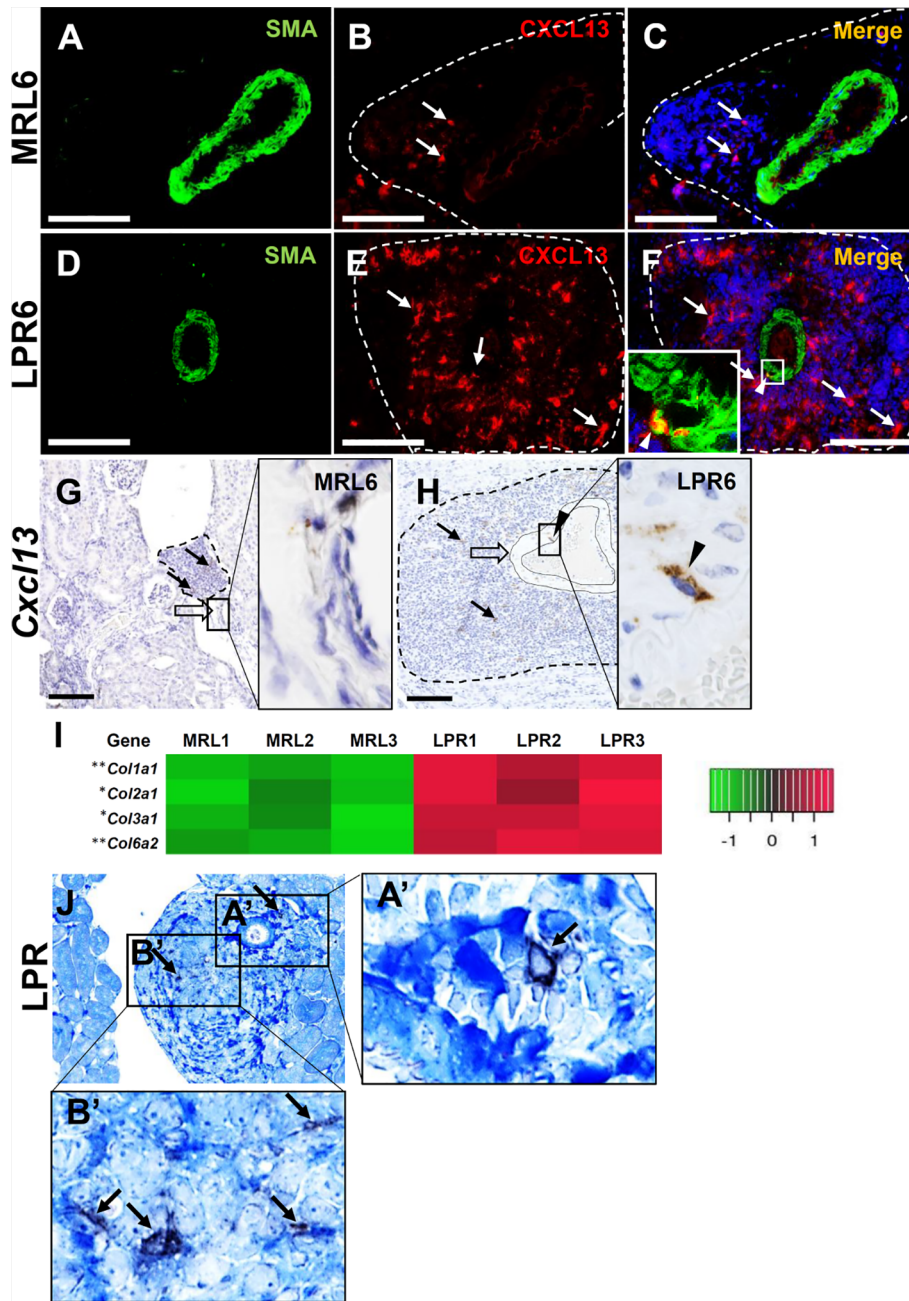 MRL6
A
SMA
B
CXCL13
C
Merge
LPR6
D
SMA
E
CXCL13
F
Merge
Cxcl13
G
MRL6
H
LPR6
I
Gene MRL1 MRL2 MRL3 LPR1 LPR2 LPR3
**Col1a1
*Col2a1
*Col3a1
**Col6a2
-1 0 1
LPR
J
A'
B'
A'
B'